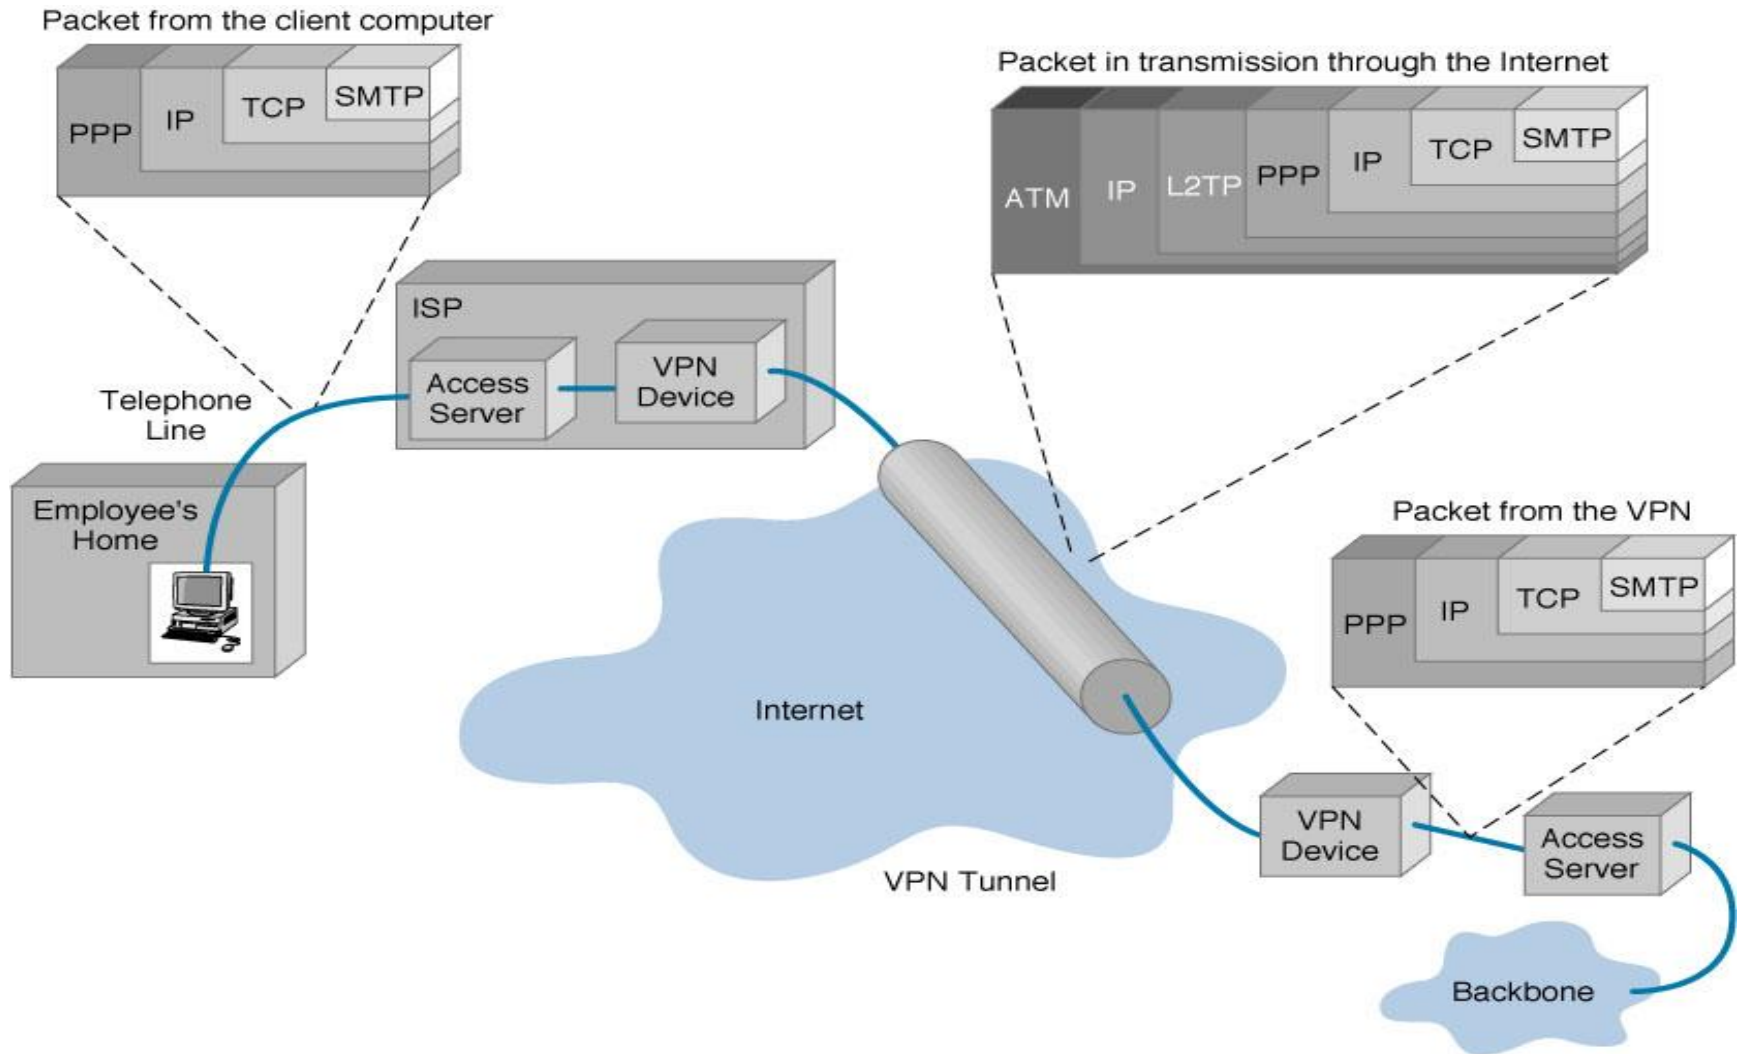 Packet from the client computer
PPP
IP
TCP
SMTP
Packet in transmission through the Internet
ATM
IP
L2TP
PPP
IP
TCP
SMTP
ISP
Access
Server
VPN
Device
Telephone
Line
Employee's
Home
Packet from the VPN
PPP
IP
TCP
SMTP
Internet
VPN Tunnel
VPN
Device
Access
Server
Backbone